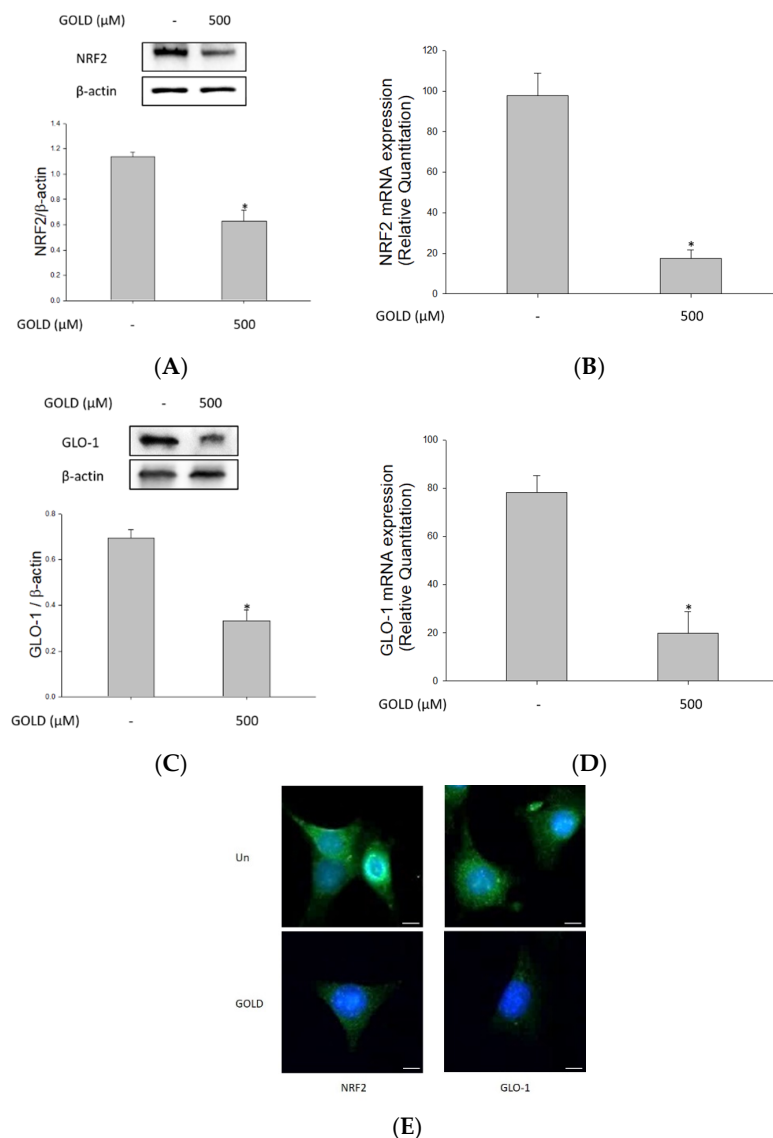 GOLD (μM) - 500
NRF2
β-actin
NRF2/β-actin
1.4
1.2
1.0
0.8
0.6
0.4
0.2
0.0
*
GOLD (μM) - 500
(A)
NRF2 mRNA expression
(Relative Quantitation)
120
100
80
60
40
20
0
*
GOLD (μM) - 500
(B)
GOLD (μM) - 500
GLO-1
β-actin
GLO-1 / β-actin
0.8
0.6
0.4
0.2
0.0
*
GOLD (μM) - 500
(C)
GLO-1 mRNA expression
(Relative Quantitation)
100
80
60
40
20
0
*
GOLD (μM) - 500
(D)
Un
GOLD
NRF2 GLO-1
(E)